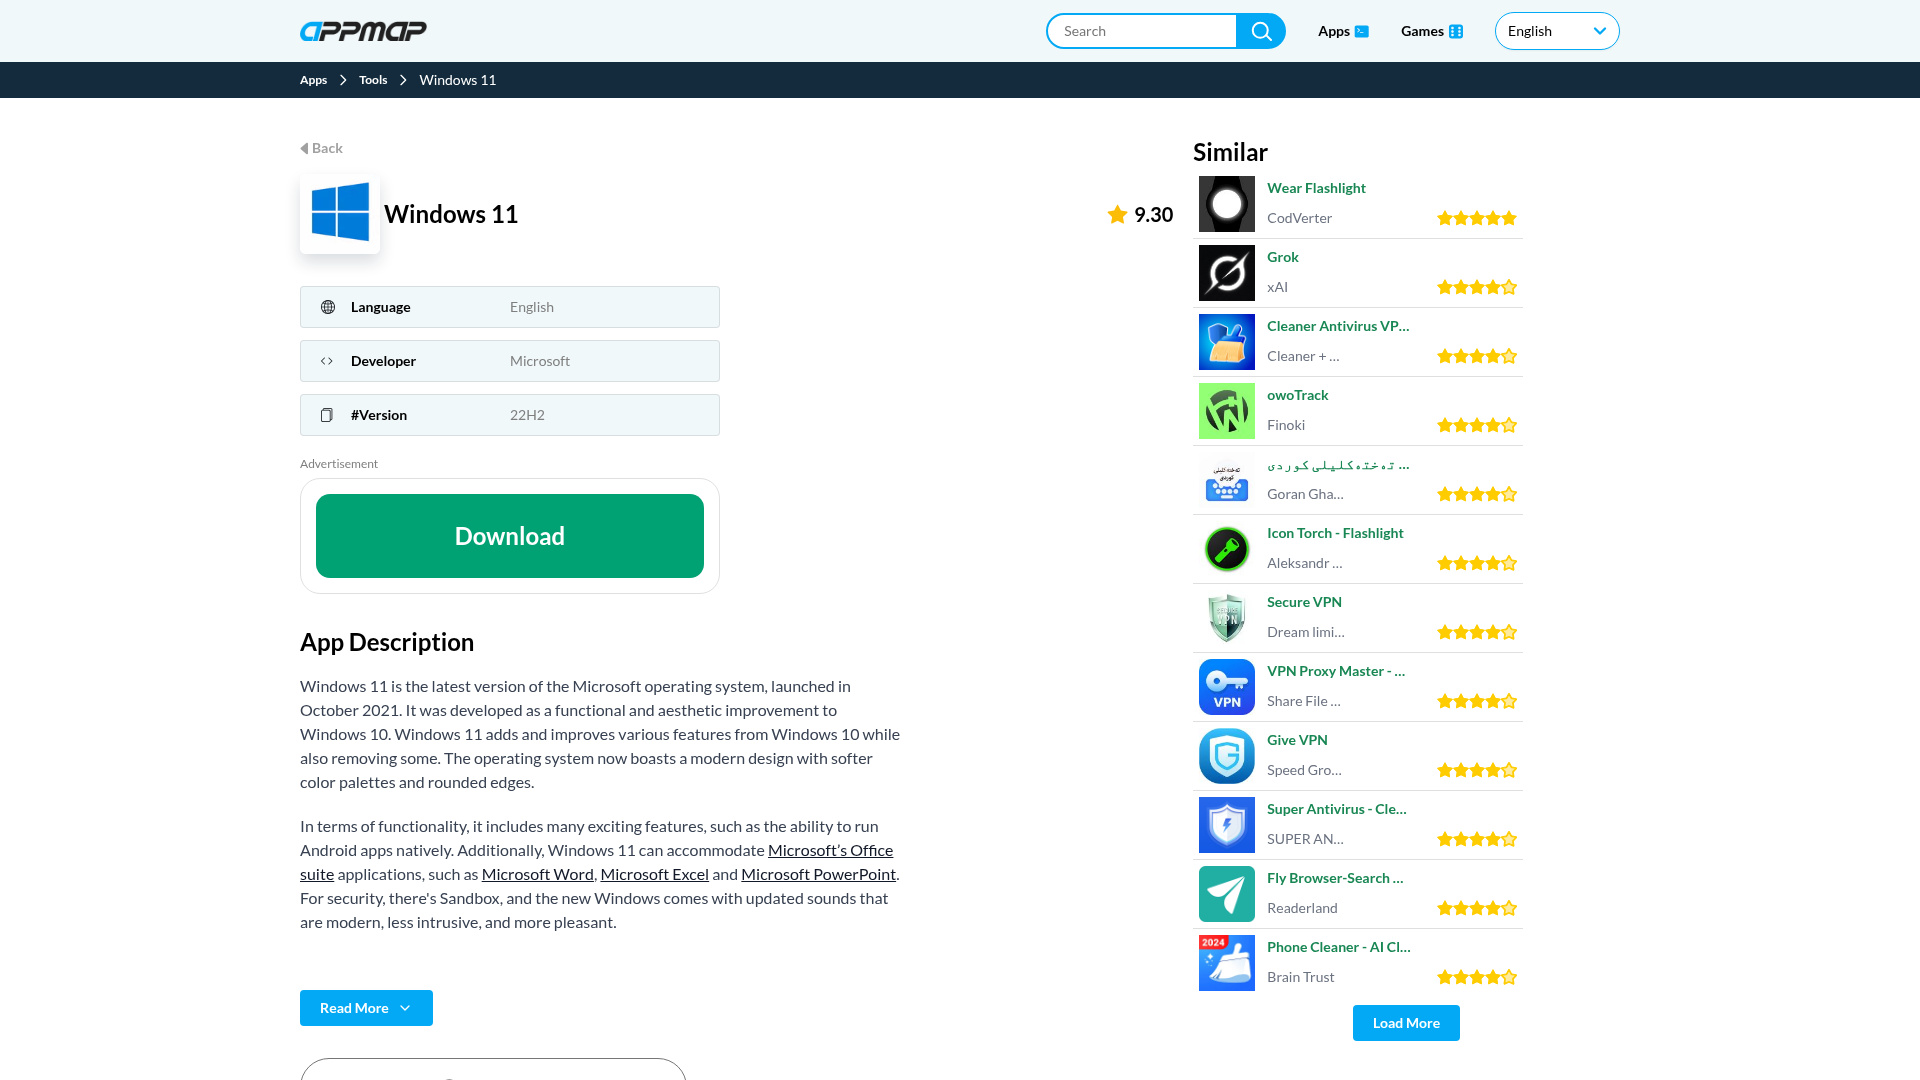 appmap
Search
Apps
Games
English
Apps
Tools
Windows 11
Back
Windows 11
9.30
Language
English
Developer
Microsoft
#Version
22H2
Advertisement
Download
App Description
Windows 11 is the latest version of the Microsoft operating system, launched in
October 2021. It was developed as a functional and aesthetic improvement to
Windows 10. Windows 11 adds and improves various features from Windows 10 while
also removing some. The operating system now boasts a modern design with softer
color palettes and rounded edges.
In terms of functionality, it includes many exciting features, such as the ability to run
Android apps natively. Additionally, Windows 11 can accommodate Microsoft’s Office
suite applications, such as Microsoft Word, Microsoft Excel and Microsoft PowerPoint.
For security, there's Sandbox, and the new Windows comes with updated sounds that
are modern, less intrusive, and more pleasant.
Read More
Similar
Wear Flashlight
CodVerter
Grok
xAI
Cleaner Antivirus VP...
Cleaner + ...
owoTrack
Finoki
تەختەکلیلی کوردی ...
تەختە کلیلی
کوردی
Goran Gha...
Icon Torch - Flashlight
Aleksandr ...
Secure VPN
SECURE
VPN
Dream limi...
VPN Proxy Master - ...
VPN
Share File ...
Give VPN
Speed Gro...
Super Antivirus - Cle...
SUPER AN...
Fly Browser-Search ...
Readerland
2024
Phone Cleaner - AI Cl...
Brain Trust
Load More